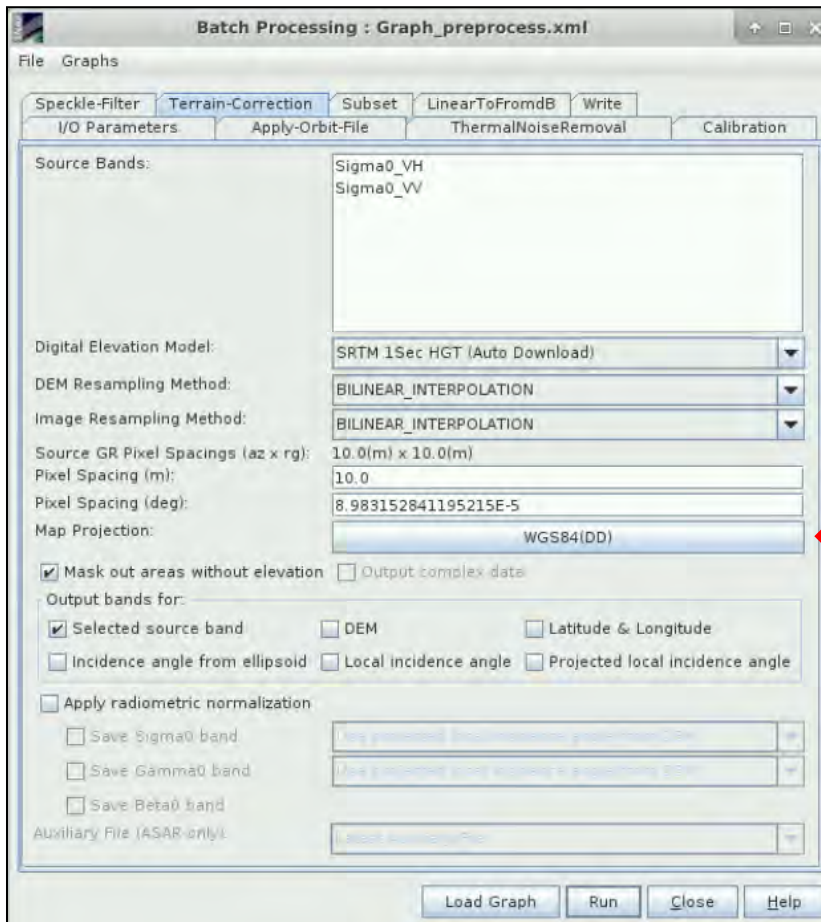 Batch Processing : Graph_preprocess.xml
File Graphs
Speckle-Filter Terrain-Correction Subset LinearToFromdB Write
I/O Parameters Apply-Orbit-File ThermalNoiseRemoval Calibration
Source Bands: Sigma0_VH
Sigma0_VV
Digital Elevation Model: SRTM 1Sec HGT (Auto Download)
DEM Resampling Method: BILINEAR_INTERPOLATION
Image Resampling Method: BILINEAR_INTERPOLATION
Source GR Pixel Spacings (az x rg): 10.0(m) x 10.0(m)
Pixel Spacing (m): 10.0
Pixel Spacing (deg): 8.983152841195215E-5
Map Projection: WGS84(DD)
Mask out areas without elevation Output complex data
Output bands for:
Selected source band DEM Latitude & Longitude
Incidence angle from ellipsoid Local incidence angle Projected local incidence angle
Apply radiometric normalization
Save Sigma0 band
Save Gamma0 band
Save Beta0 band
Auxiliary File (ASAR only):
Load Graph Run Close Help